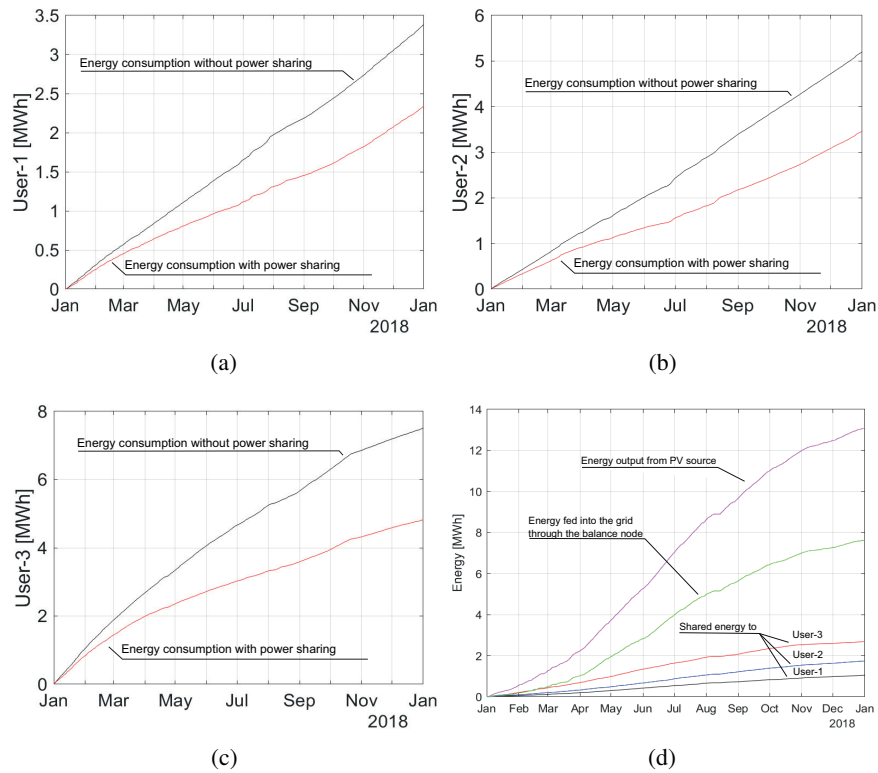 3.5
3
2.5
2
1.5
1
0.5
0
User-1 [MWh]
Energy consumption without power sharing
Energy consumption with power sharing
Jan Mar May Jul Sep Nov Jan
2018
(a)
6
5
4
3
2
1
0
User-2 [MWh]
Energy consumption without power sharing
Energy consumption with power sharing
Jan Mar May Jul Sep Nov Jan
2018
(b)
8
6
4
2
0
User-3 [MWh]
Energy consumption without power sharing
Energy consumption with power sharing
Jan Mar May Jul Sep Nov Jan
2018
(c)
14
12
10
8
6
4
2
0
Energy [MWh]
Energy output from PV source
Energy fed into the grid
through the balance node
Shared energy to
User-3
User-2
User-1
Jan Feb Mar Apr May Jun Jul Aug Sep Oct Nov Dec Jan
2018
(d)